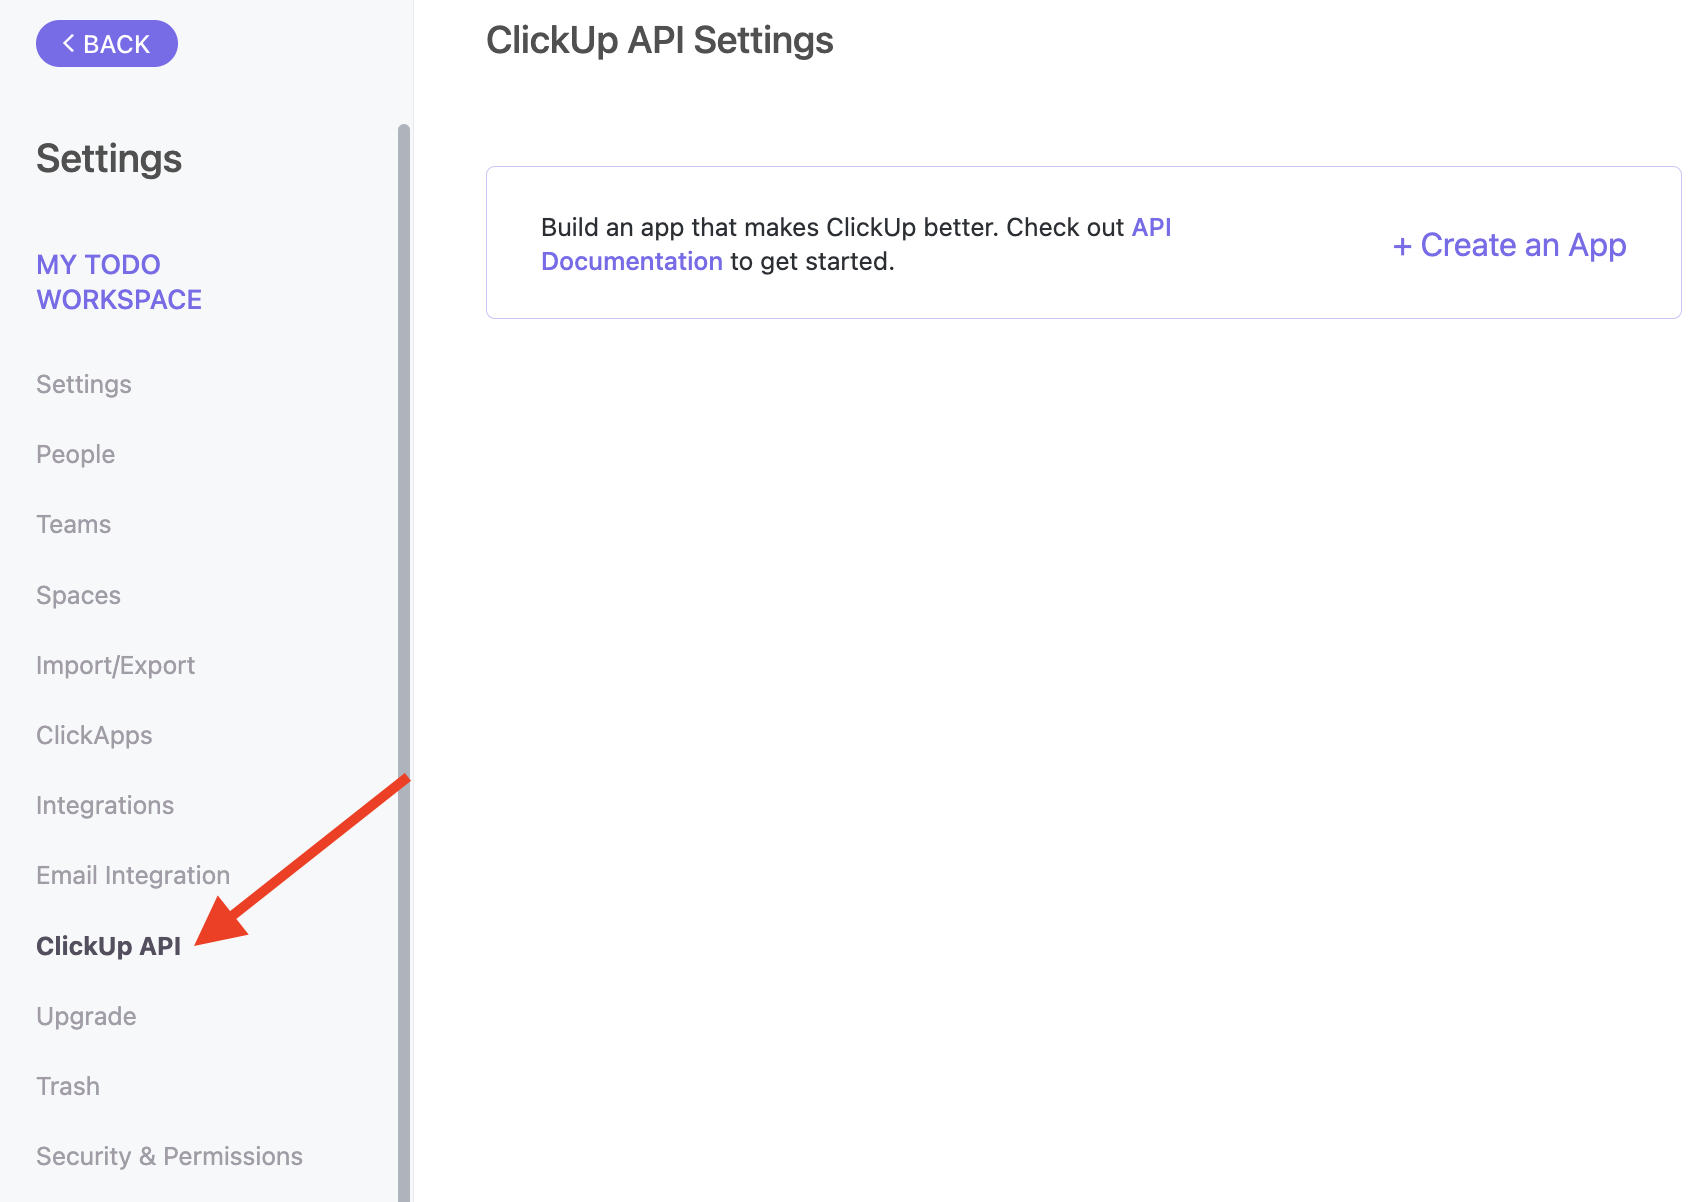 BACK
Settings
MY TODO
WORKSPACE
Settings
People
Teams
Spaces
Import/Export
ClickApps
Integrations
Email Integration
ClickUp API
Upgrade
Trash
Security & Permissions
ClickUp API Settings
Build an app that makes ClickUp better. Check out API
Documentation to get started.
+ Create an App